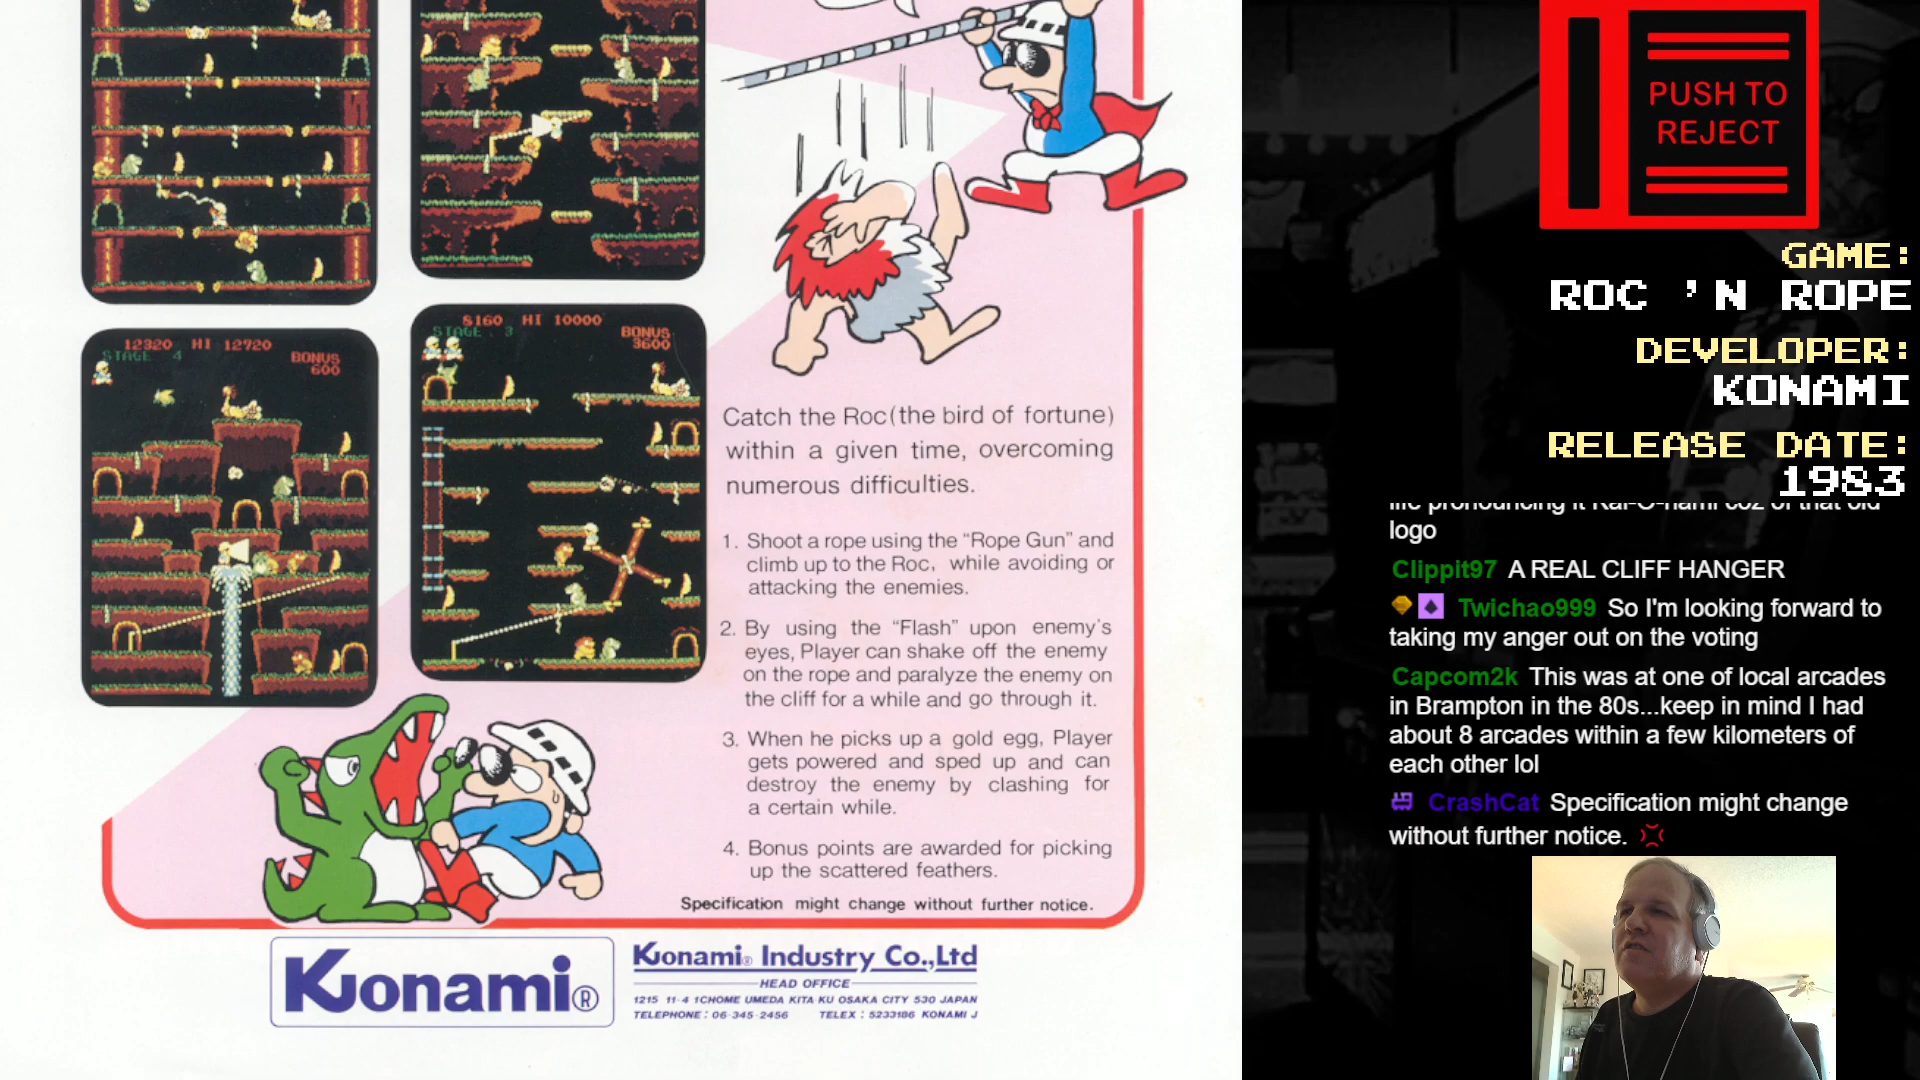 12320 HI 12720
STAGE 4
BONUS
600
8160 HI 10000
STAGE . 3
BONUS
3600
Catch the Roc(the bird of fortune)
within a given time, overcoming
numerous difficulties.
1. Shoot a rope using the “Rope Gun” and
climb up to the Roc, while avoiding or
attacking the enemies.
2. By using the “Flash” upon enemy's
eyes, Player can shake off the enemy
on the rope and paralyze the enemy on
the cliff for a while and go through it.
3. When he picks up a gold egg, Player
gets powered and sped up and can
destroy the enemy by clashing for
a certain while.
4. Bonus points are awarded for picking
up the scattered feathers.
Specification might change without further notice.
Konami®
Konami® Industry Co.,Ltd
HEAD OFFICE
1215 11-4 1CHOME UMEDA KITA KU OSAKA CITY 530 JAPAN
TELEPHONE : 06-345-2456 TELEX : 5233186 KONAMI J
PUSH TO
REJECT
GAME:
ROC 'N ROPE
DEVELOPER:
KONAMI
RELEASE DATE:
1983
life pronouncing it Kai-O-nami coz of that old
logo
Clippit97 A REAL CLIFF HANGER
Twichao999 So I'm looking forward to
taking my anger out on the voting
Capcom2k This was at one of local arcades
in Brampton in the 80s...keep in mind I had
about 8 arcades within a few kilometers of
each other lol
CrashCat Specification might change
without further notice.